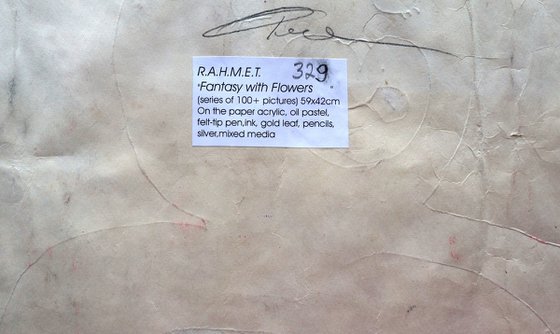 R.A.H.M.E.T. 329
"Fantasy with Flowers "
(series of 100+ pictures) 59x42cm
On the paper acrylic, oil pastel,
felt-tip pen,ink, gold leaf, pencils,
silver,mixed media